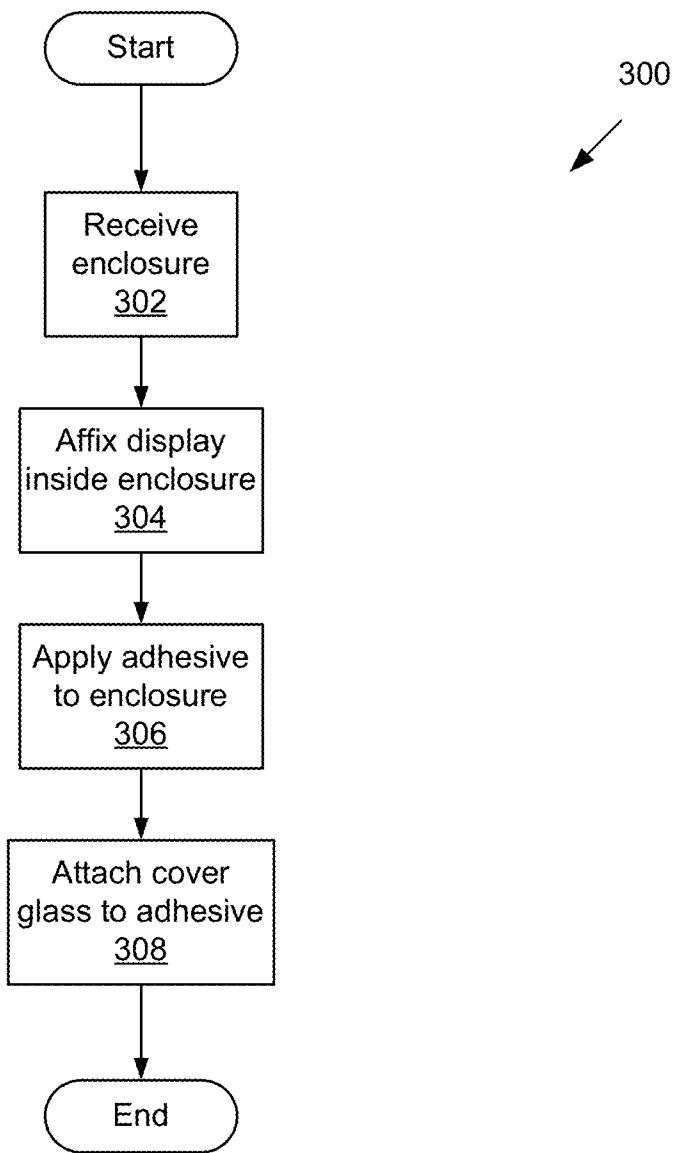 Start
300
Receive
enclosure
302
Affix display
inside enclosure
304
Apply adhesive
to enclosure
306
Attach cover
glass to adhesive
308
End